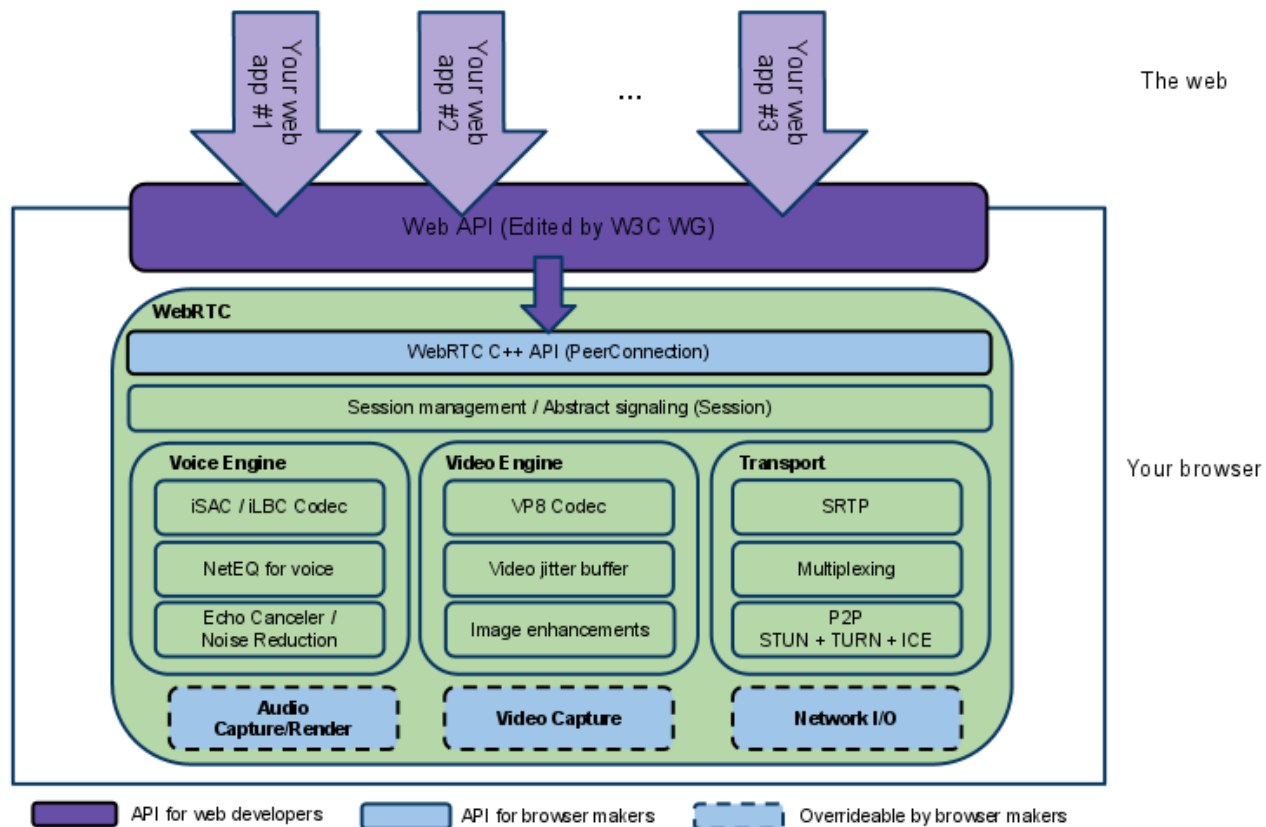 Your web
app #1
Your web
app #2
...
Your web
app #3
The web
Web API (Edited by W3C WG)
WebRTC
WebRTC C++ API (PeerConnection)
Session management / Abstract signaling (Session)
Your browser
Voice Engine
iSAC / iLBC Codec
NetEQ for voice
Echo Canceler /
Noise Reduction
Video Engine
VP8 Codec
Video jitter buffer
Image enhancements
Transport
SRTP
Multiplexing
P2P
STUN + TURN + ICE
Audio
Capture/Render
Video Capture
Network I/O
API for web developers
API for browser makers
Overrideable by browser makers